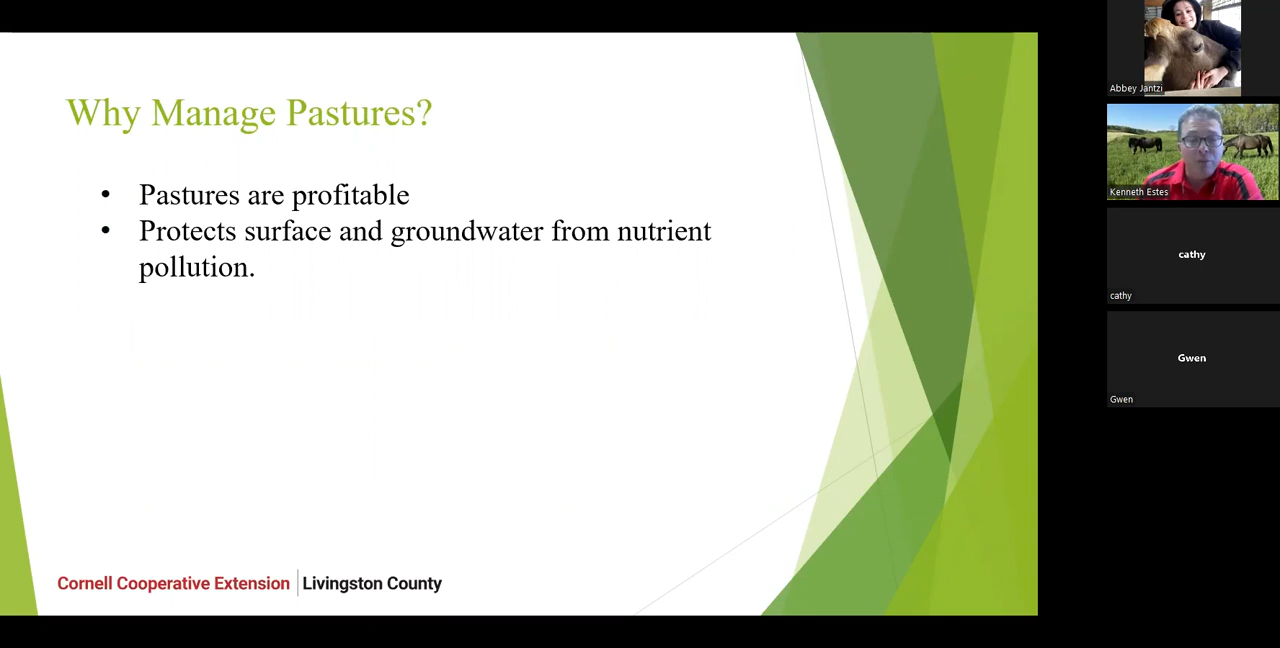 Why Manage Pastures?
• Pastures are profitable
• Protects surface and groundwater from nutrient
pollution.
Cornell Cooperative Extension | Livingston County
Abbey Jantzi
Kenneth Estes
cathy
cathy
Gwen
Gwen